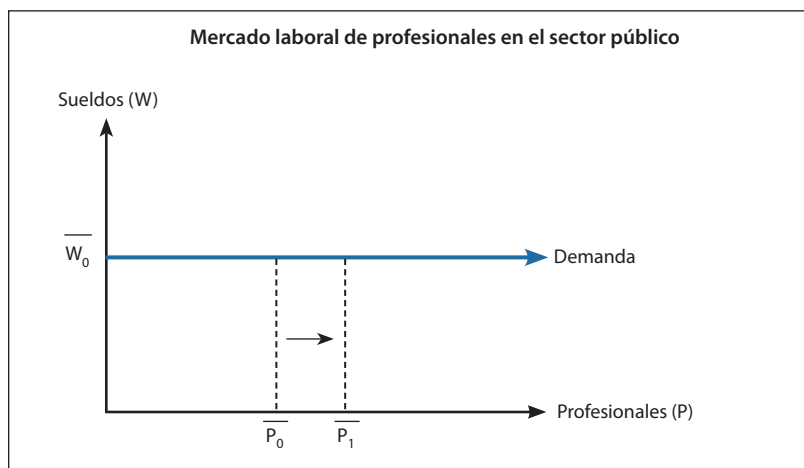 Mercado laboral de profesionales en el sector público
Sueldos (W)
W0
Demanda
Profesionales (P)
P0 P1